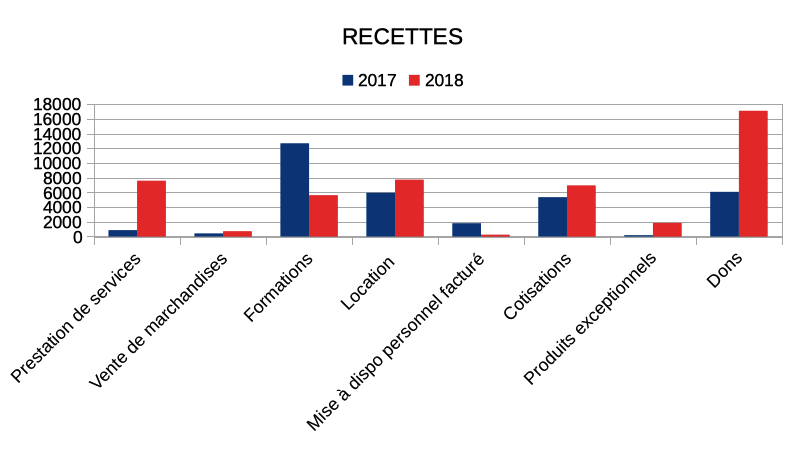 RECETTES
2017 2018
18000
16000
14000
12000
10000
8000
6000
4000
2000
0
Prestation de services
Vente de marchandises
Formations
Location
Mise à dispo personnel facturé
Cotisations
Produits exceptionnels
Dons